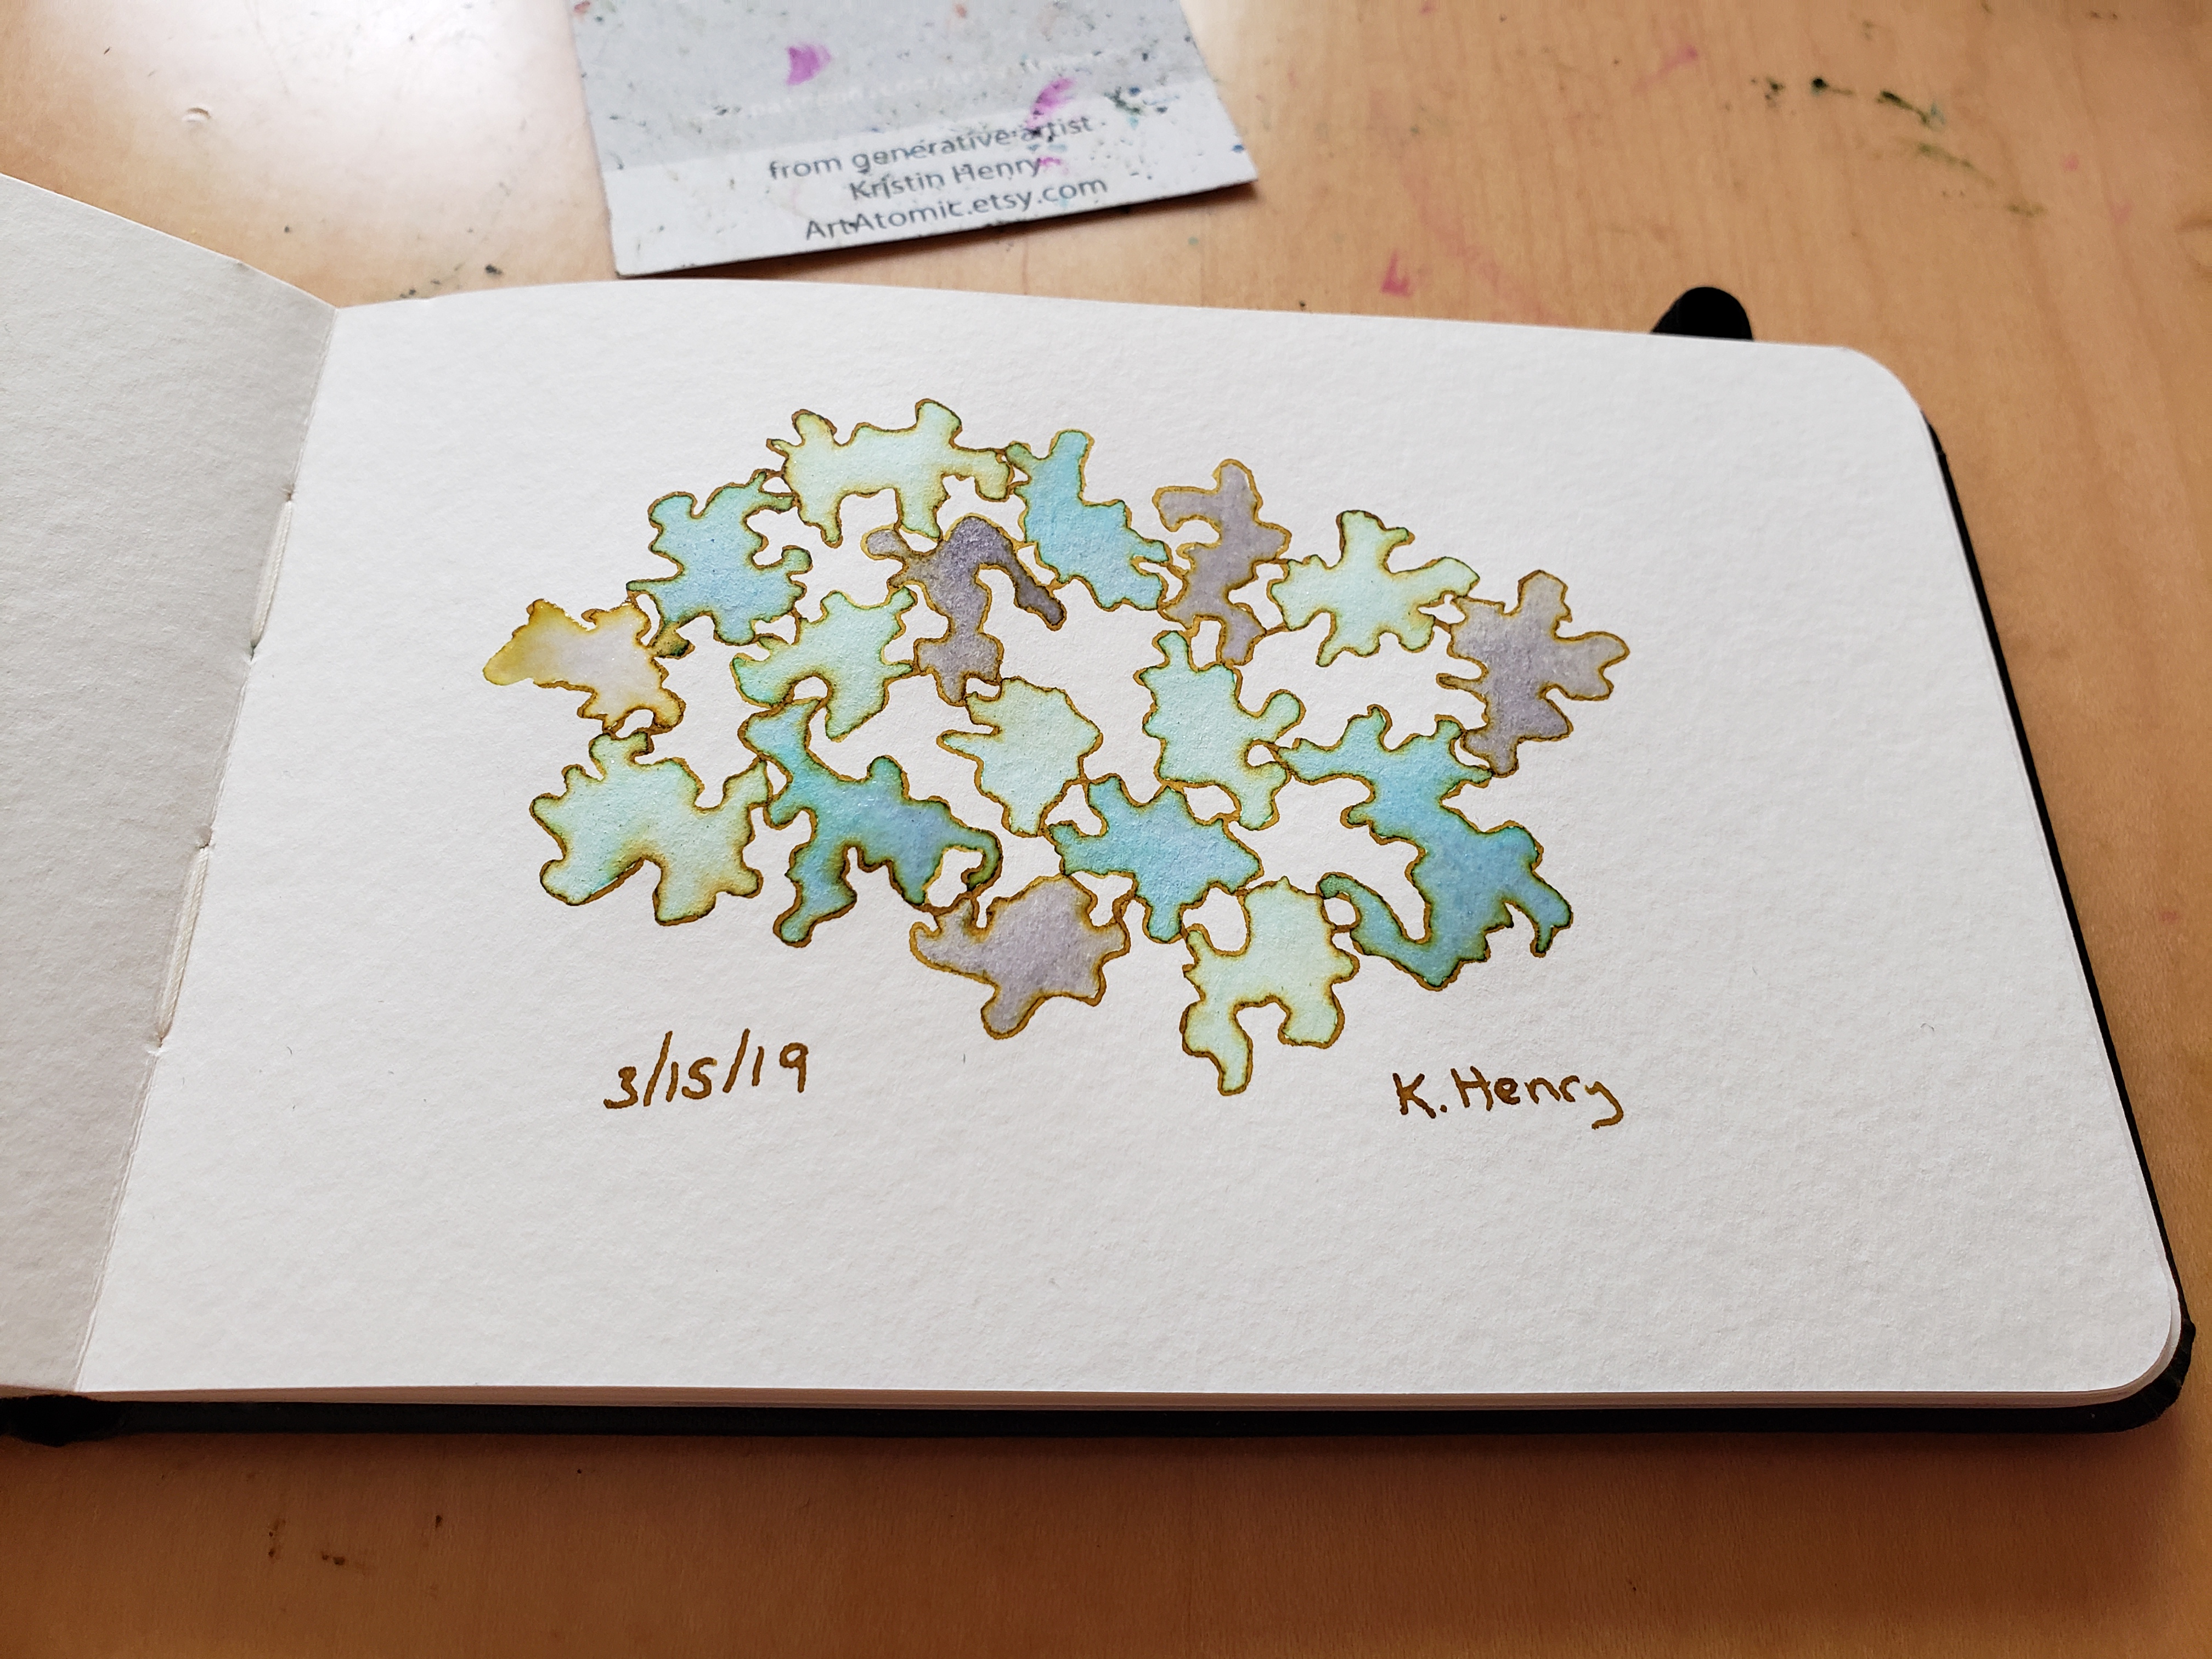 from generative artist
Kristin Henry
ArtAtomic.etsy.com
3/15/19
K. Henry